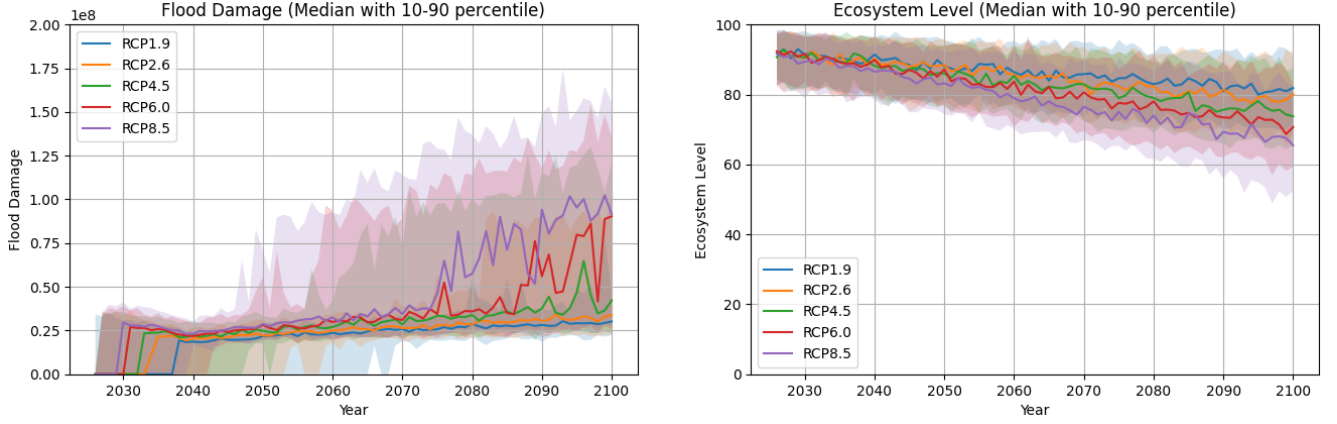 Flood Damage (Median with 10-90 percentile)
1e8
2.00
1.75
1.50
1.25
1.00
0.75
0.50
0.25
0.00
Flood Damage
RCP1.9
RCP2.6
RCP4.5
RCP6.0
RCP8.5
2030 2040 2050 2060 2070 2080 2090 2100
Year
Ecosystem Level (Median with 10-90 percentile)
100
80
60
40
20
0
Ecosystem Level
RCP1.9
RCP2.6
RCP4.5
RCP6.0
RCP8.5
2030 2040 2050 2060 2070 2080 2090 2100
Year